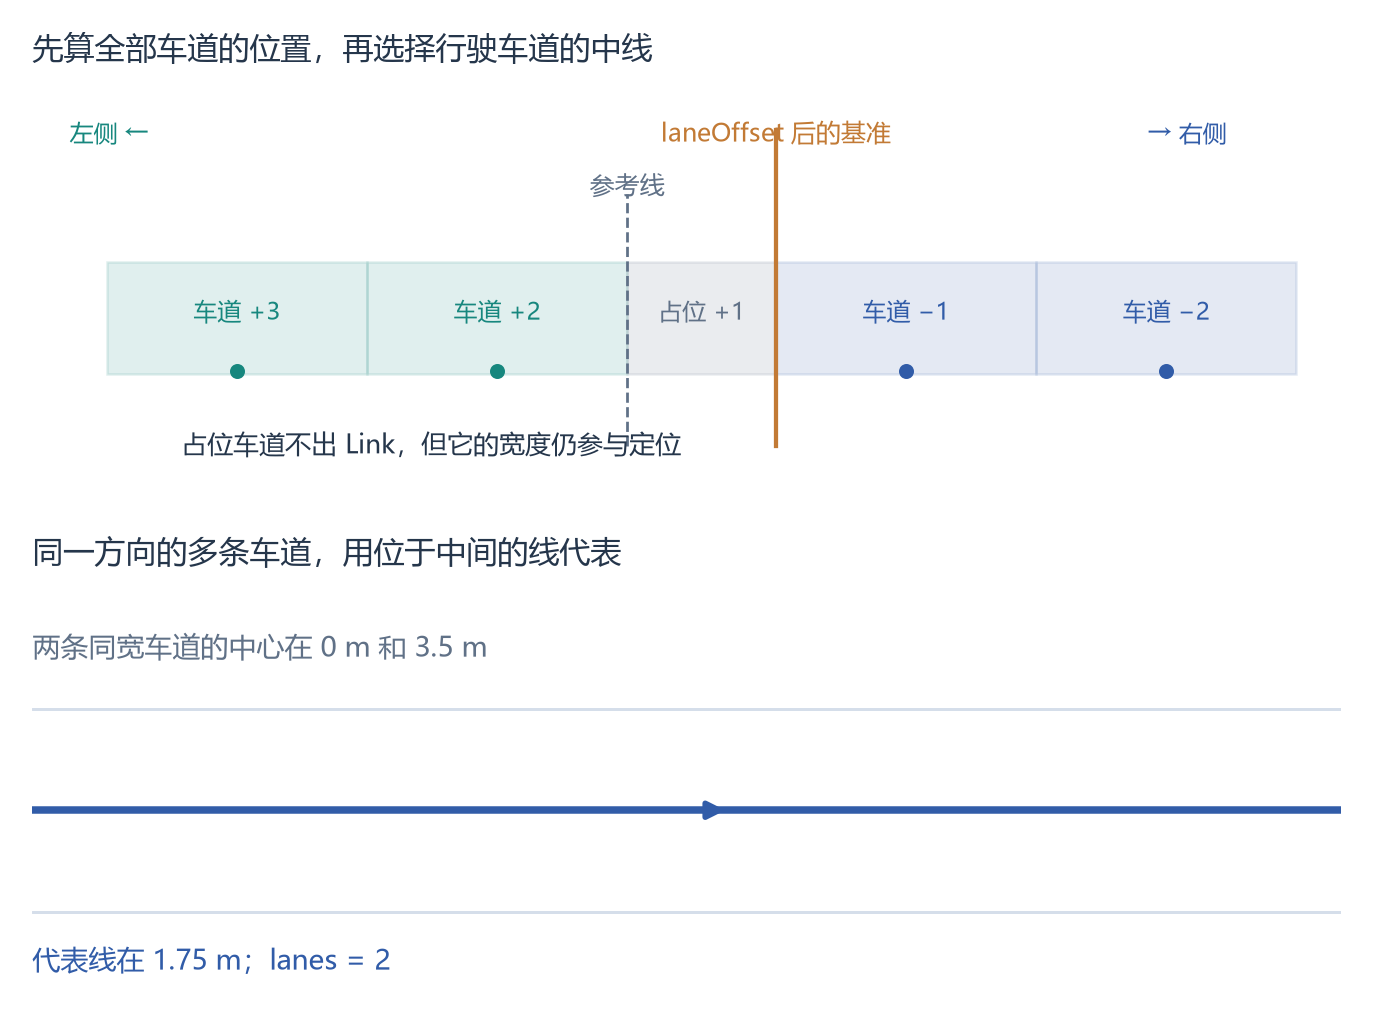 先算全部车道的位置，再选择行驶车道的中线
左侧 ← laneOffset 后的基准 → 右侧
参考线
车道 +3 车道 +2 占位 +1 车道 −1 车道 −2
占位车道不出 Link，但它的宽度仍参与定位
同一方向的多条车道，用位于中间的线代表
两条同宽车道的中心在 0 m 和 3.5 m
代表线在 1.75 m；lanes = 2